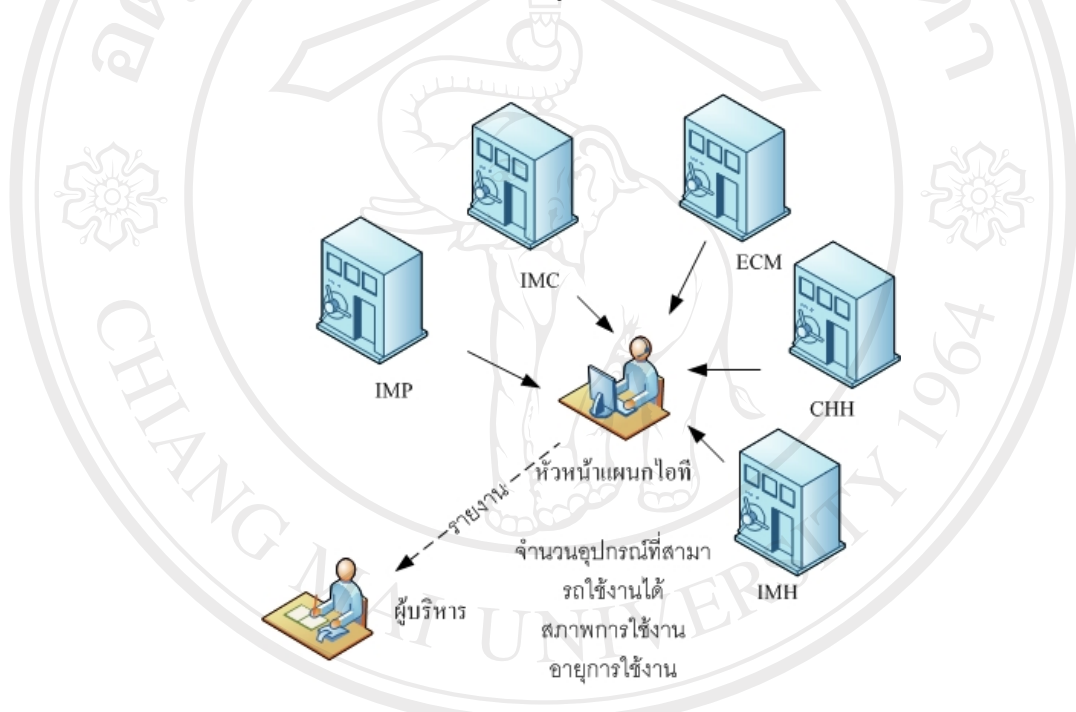 IMC
ECM
IMP
CHH
หัวหน้าแผนกไอที
รายงาน
จำนวนอุปกรณ์ที่สามา
รถใช้งานได้
สภาพการใช้งาน
อายุการใช้งาน
IMH
ผู้บริหาร
CHIANG MAI UNIVERSITY 1964